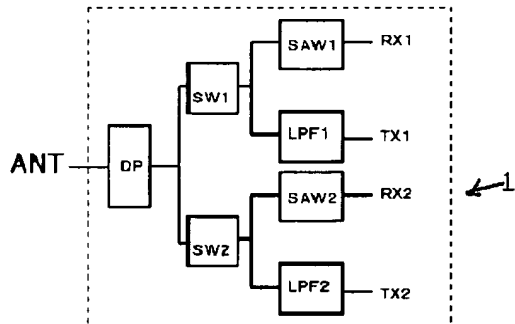 SAW1 RX1
SW1
LPF1 TX1
ANT DP
SAW2 RX2
1
SW2
LPF2 TX2